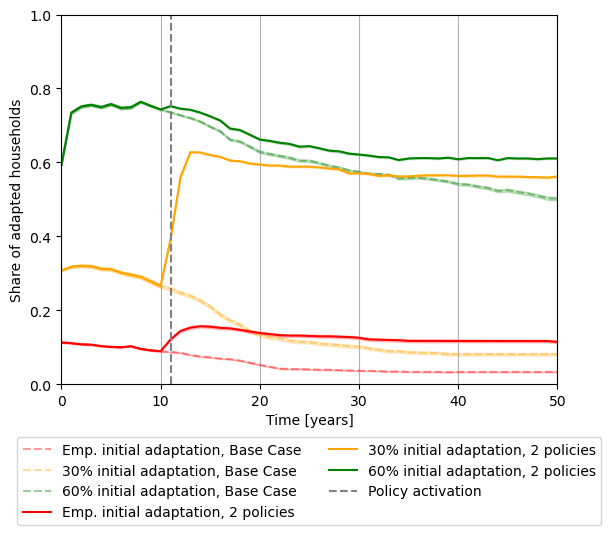 1.0
0.8
0.6
0.4
0.2
0.0
Share of adapted households
0 10 20 30 40 50
Time [years]
Emp. initial adaptation, Base Case
30% initial adaptation, Base Case
60% initial adaptation, Base Case
Emp. initial adaptation, 2 policies
30% initial adaptation, 2 policies
60% initial adaptation, 2 policies
Policy activation